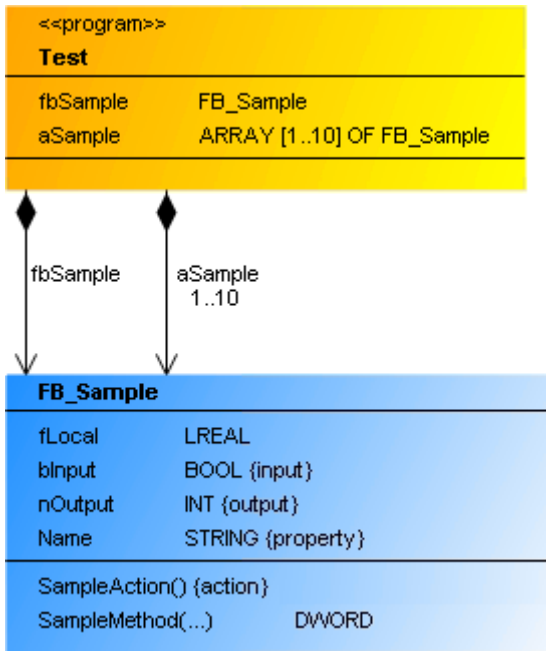 <<program>>
Test
fbSample FB_Sample
aSample ARRAY [1..10] OF FB_Sample
fbSample aSample
1..10
FB_Sample
fLocal LREAL
bInput BOOL {input}
nOutput INT {output}
Name STRING {property}
SampleAction() {action}
SampleMethod(...) DWORD